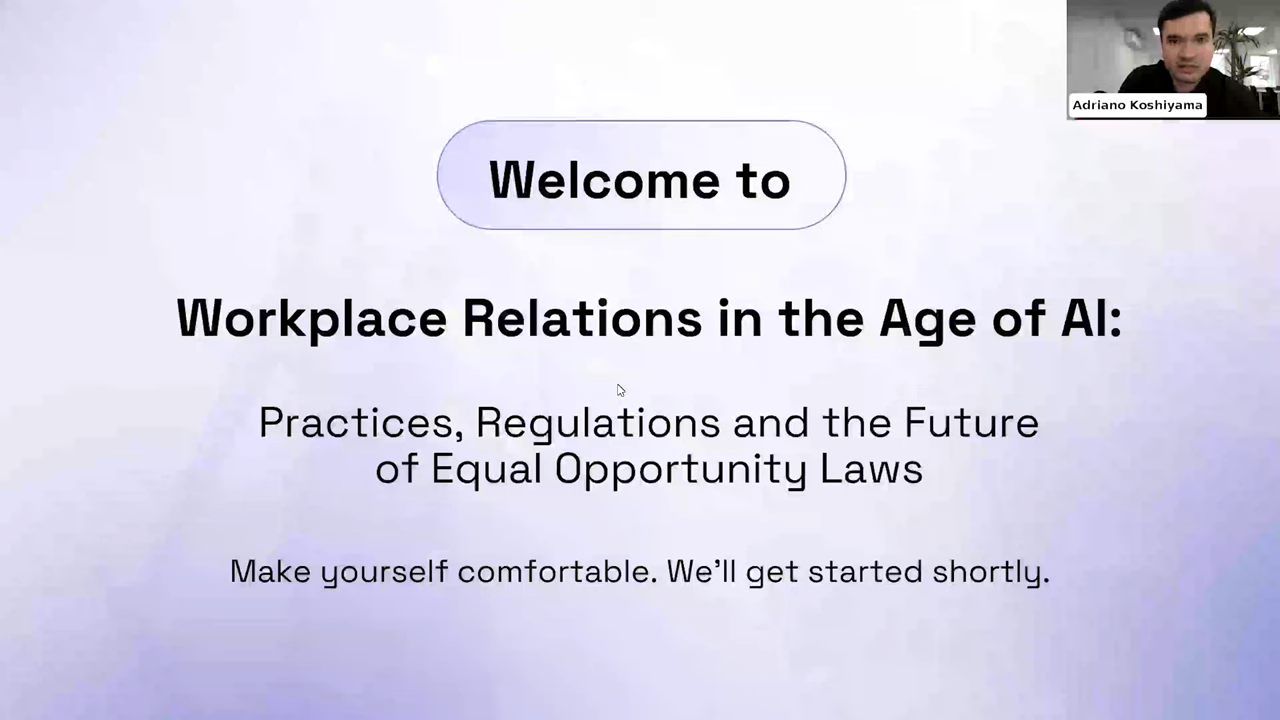 Adriano Koshiyama
Welcome to
Workplace Relations in the Age of AI:
Practices, Regulations and the Future
of Equal Opportunity Laws
Make yourself comfortable. We’ll get started shortly.